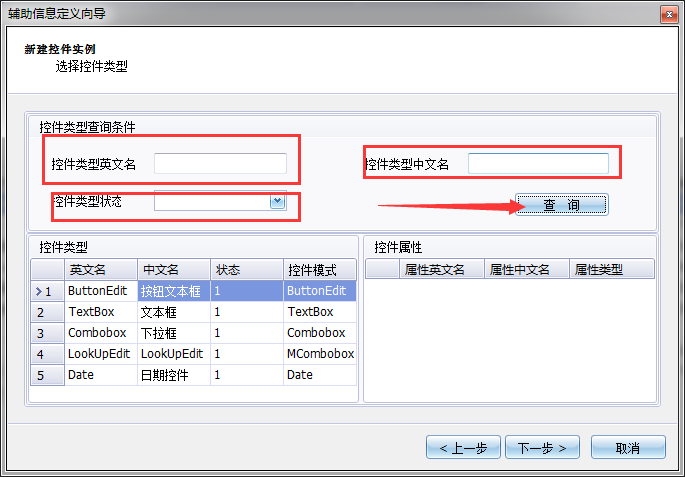 辅助信息定义向导
新建控件实例
选择控件类型
控件类型查询条件
控件类型英文名 控件类型中文名
控件类型状态 查 询
控件类型
英文名 中文名 状态 控件模式
1 ButtonEdit 按钮文本框 1 ButtonEdit
2 TextBox 文本框 1 TextBox
3 Combobox 下拉框 1 Combobox
4 LookUpEdit LookUpEdit 1 MCombobox
5 Date 日期控件 1 Date
控件属性
属性英文名 属性中文名 属性类型
< 上一步 下一步 > 取消